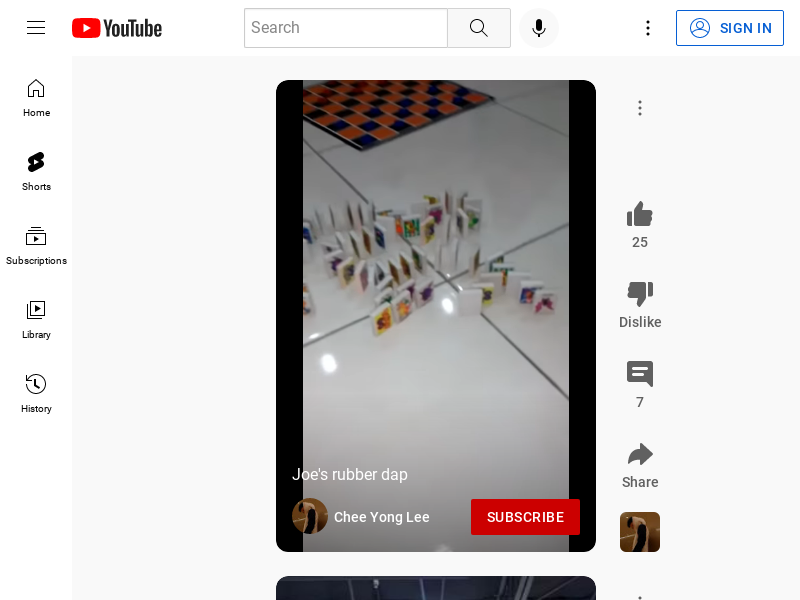 YouTube
Search
SIGN IN
Home
Shorts
Subscriptions
Library
History
25
Dislike
7
Share
Joe's rubber dap
Chee Yong Lee
SUBSCRIBE